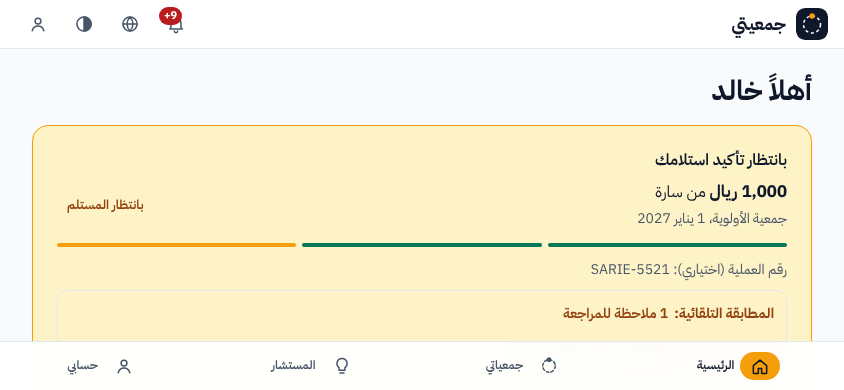 جمعيتي
9+
أهلاً خالد
بانتظار تأكيد استلامك
1,000 ريال من سارة
بانتظار المستلم
جمعية الأولوية، 1 يناير 2027
رقم العملية (اختياري): SARIE-5521
المطابقة التلقائية: 1 ملاحظة للمراجعة
الرئيسية
جمعياتي
المستشار
حسابي